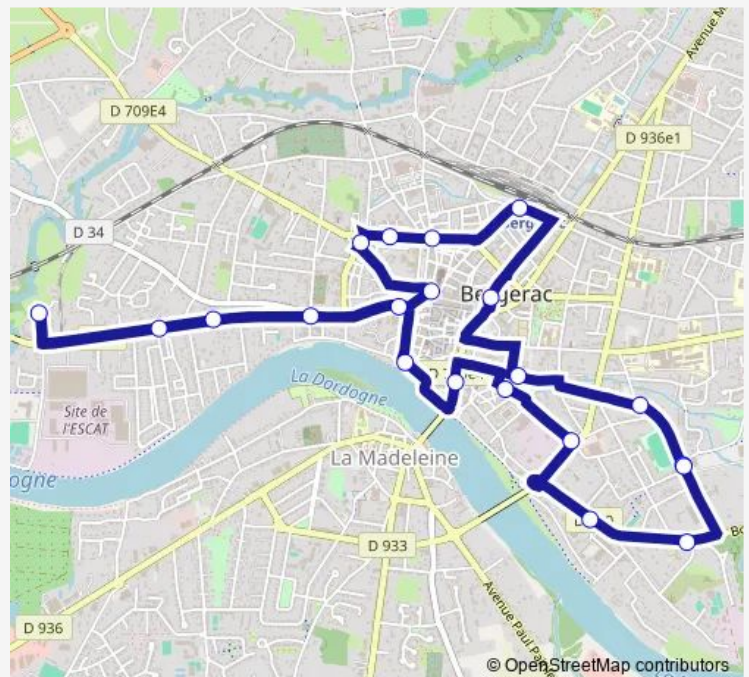 Avenue M
D 709E4
D 936e1
D 34
Bergerac
La Dordogne
Site de
l'ESCAT
ogne
La Madeleine
D 933
D 936
Avenue Paul Pa
© OpenStreetMap contributors